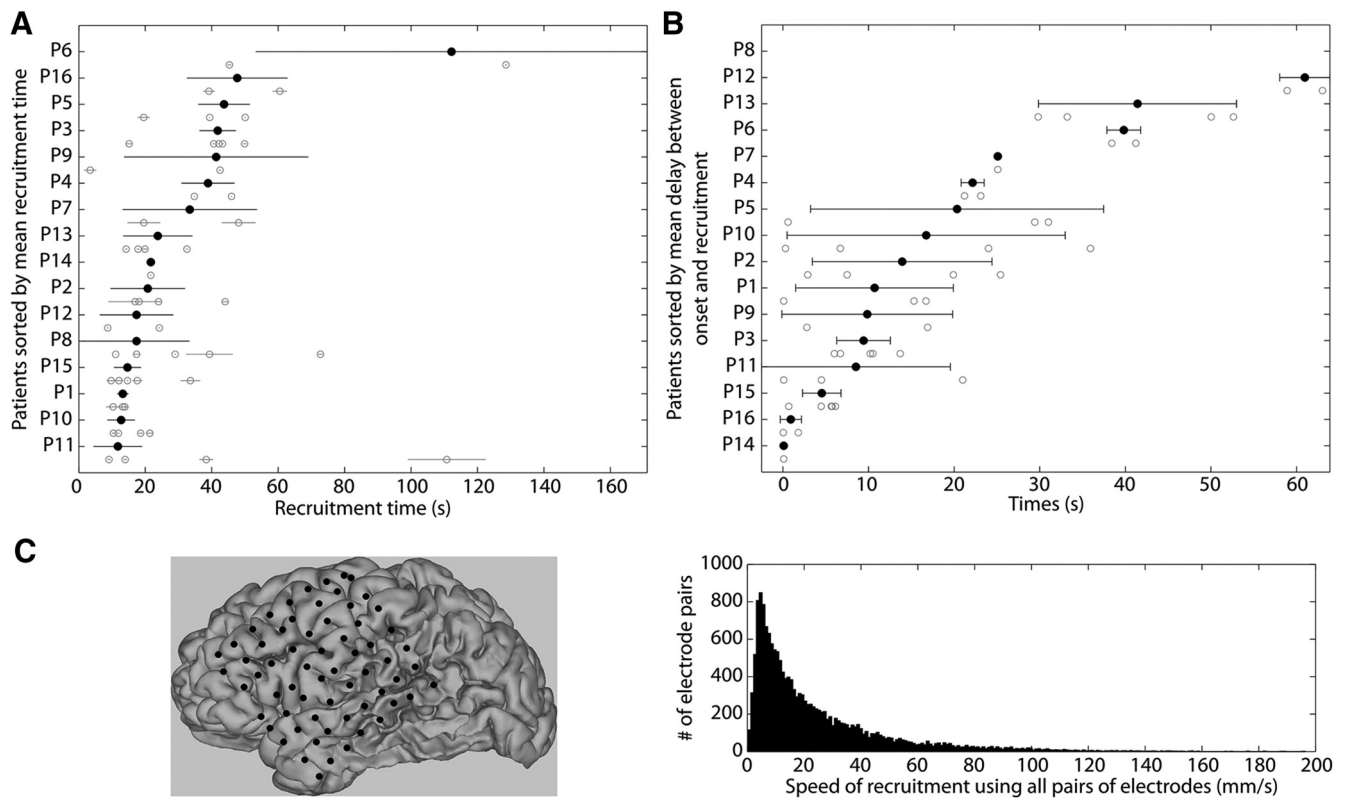 A
Patients sorted by mean recruitment time
P6
P16
P5
P3
P9
P4
P7
P13
P14
P2
P12
P8
P15
P1
P10
P11
0 20 40 60 80 100 120 140 160
Recruitment time (s)
B
Patients sorted by mean delay between
onset and recruitment
P8
P12
P13
P6
P7
P4
P5
P10
P2
P1
P9
P3
P11
P15
P16
P14
0 10 20 30 40 50 60
Times (s)
C
# of electrode pairs
1000
800
600
400
200
0
0 20 40 60 80 100 120 140 160 180 200
Speed of recruitment using all pairs of electrodes (mm/s)